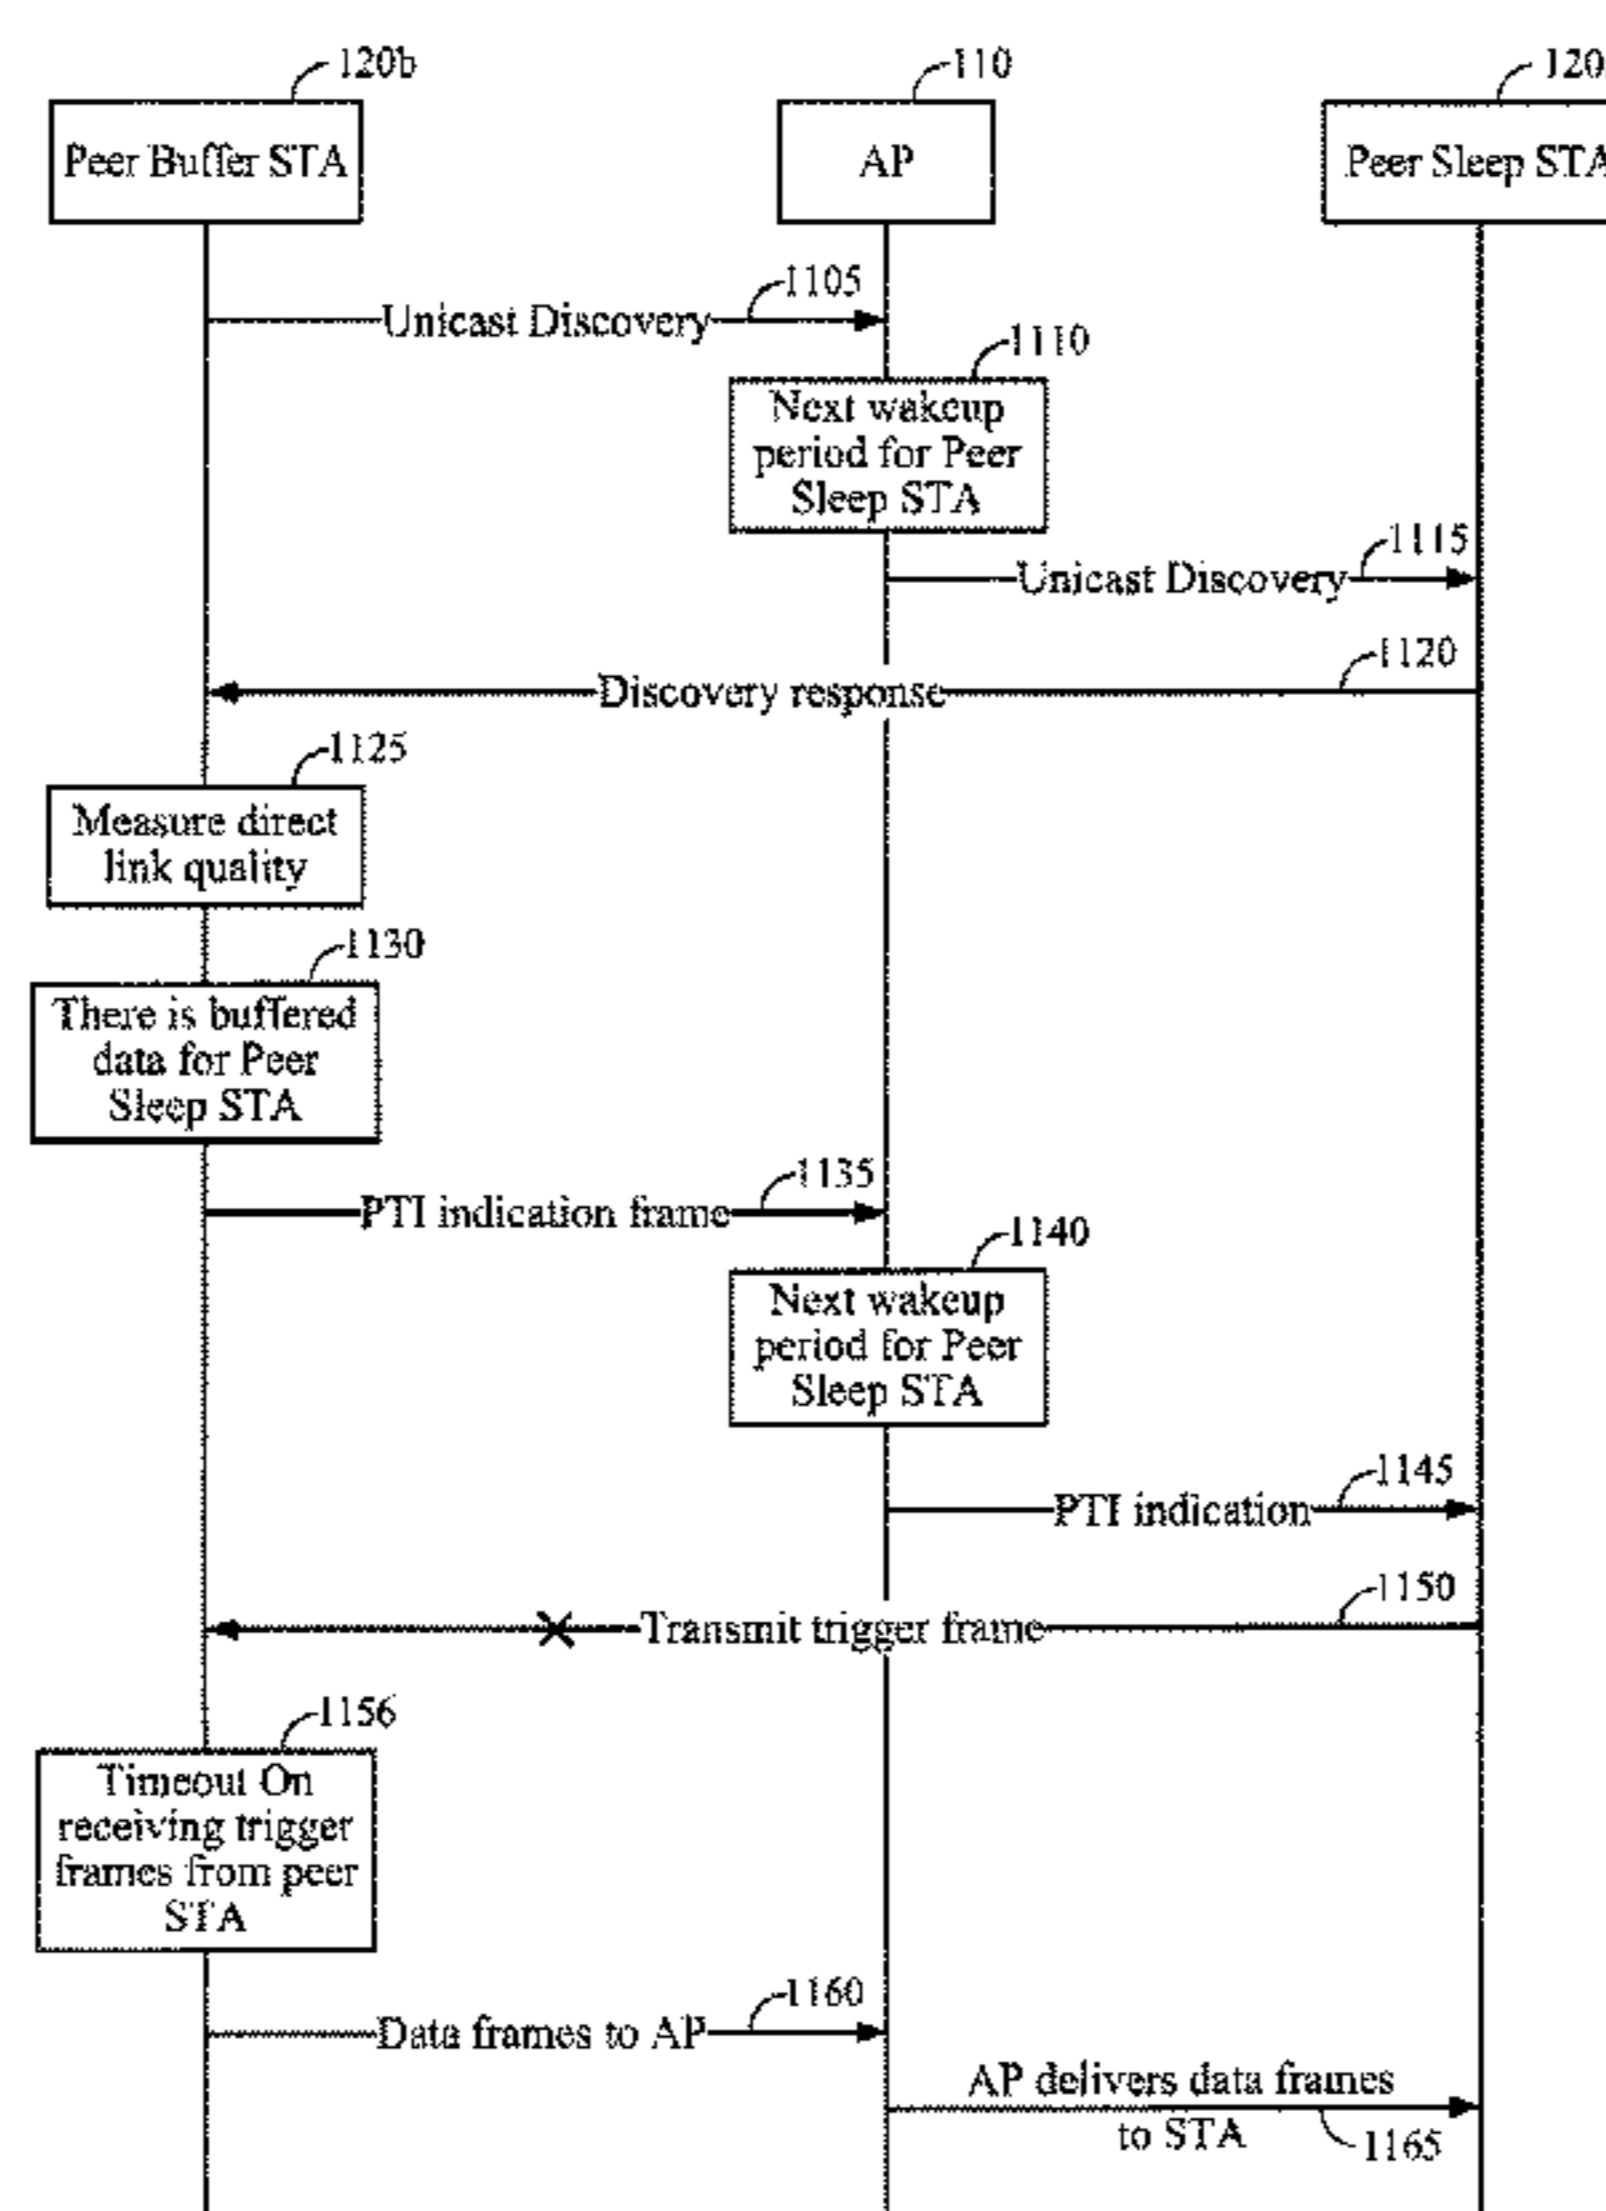 120b
110
120
Peer Buffer STA
AP
Peer Sleep STA
1105
Unicast Discovery
1110
Next wakeup
period for Peer
Sleep STA
1115
Unicast Discovery
1120
Discovery response
1125
Measure direct
link quality
1130
There is buffered
data for Peer
Sleep STA
1135
PTI indication frame
1140
Next wakeup
period for Peer
Sleep STA
1145
PTI indication
1150
Transmit trigger frame
1156
Timeout On
receiving trigger
frames from peer
STA
1160
Data frames to AP
AP delivers data frames
to STA
1165